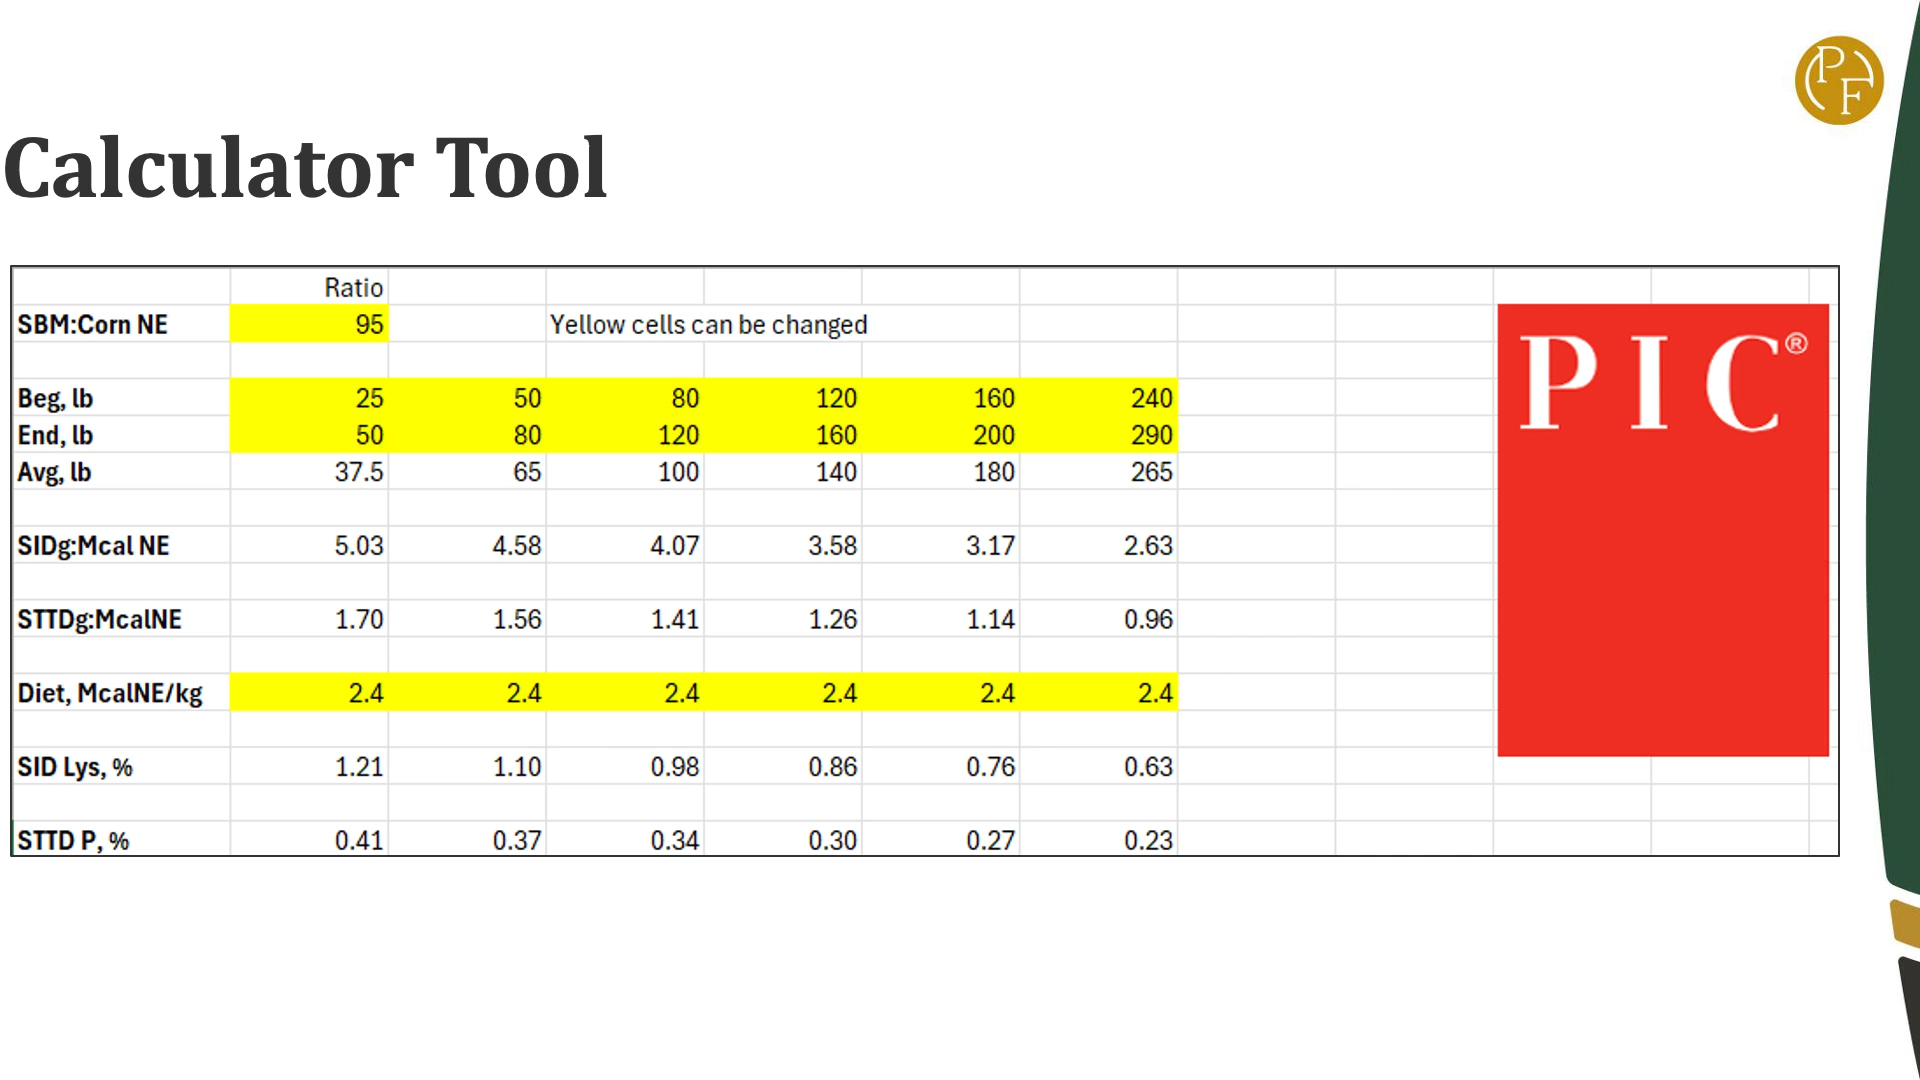 P F
Calculator Tool
Ratio
SBM:Corn NE 95 Yellow cells can be changed
PIC®
Beg, lb 25 50 80 120 160 240
End, lb 50 80 120 160 200 290
Avg, lb 37.5 65 100 140 180 265
SIDg:Mcal NE 5.03 4.58 4.07 3.58 3.17 2.63
STTDg:McalNE 1.70 1.56 1.41 1.26 1.14 0.96
Diet, McalNE/kg 2.4 2.4 2.4 2.4 2.4 2.4
SID Lys, % 1.21 1.10 0.98 0.86 0.76 0.63
STTD P, % 0.41 0.37 0.34 0.30 0.27 0.23